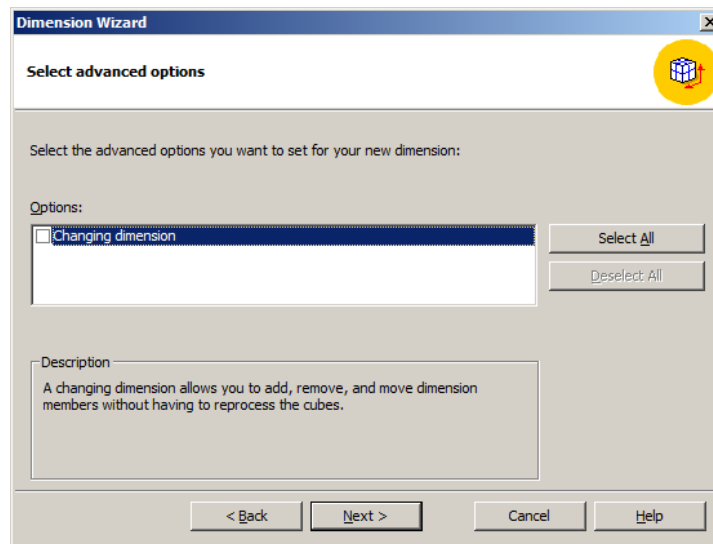 Dimension Wizard
Select advanced options
Select the advanced options you want to set for your new dimension:
Options:
Changing dimension
Select All
Deselect All
Description
A changing dimension allows you to add, remove, and move dimension
members without having to reprocess the cubes.
< Back
Next >
Cancel
Help